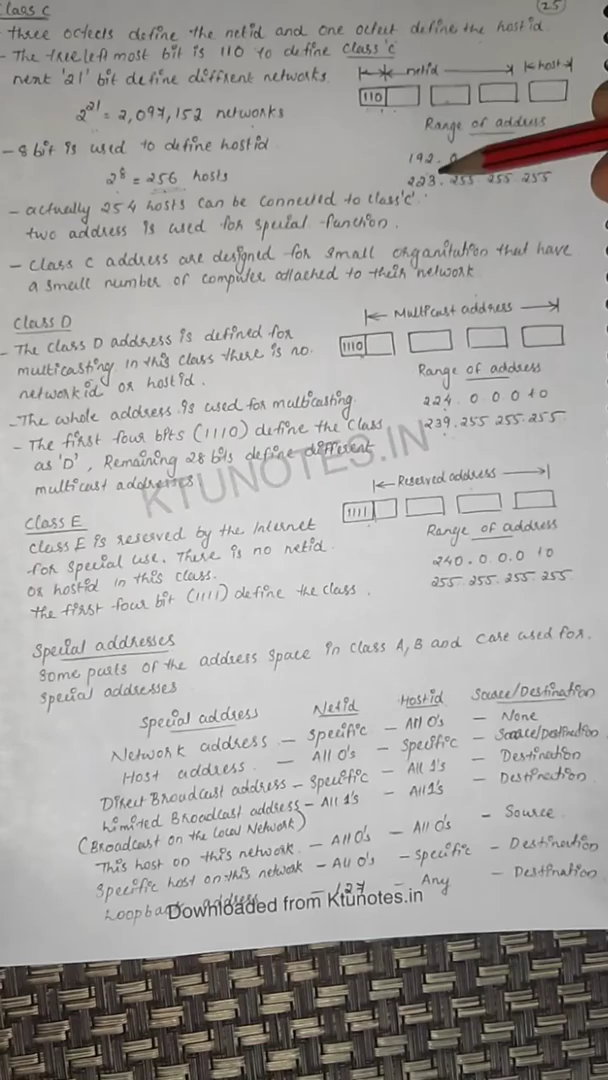 Class C
25
- three octects define the netid and one octect define the hostid.
- The three left most bit is 110 to define class 'c'
next '21' bit define diffrent networks
netid host
110
2^21 = 2,097,152 networks
Range of address
- 8 bit is used to define hostid.
192. 0
2^8 = 256 hosts
223. 255. 255. 255
- actually 254 hosts can be connected to class 'c'.
two address is used for special function.
- class C address are designed for small organitation that have
a small number of computer attached to their network
Class D
Multicast address
- The class D address is defined for
multicasting. In this class there is no
1110
networkid or hostid.
Range of address
224. 0 0 0 to
- The whole address is used for multicasting.
239. 255 255. 255
- The first four bits (1110) define the class
as 'D', Remaining 28 bits define different
multicast addresses
KTUNOTES.IN
Reserved address
Class E
1111
Class E is reserved by the Internet
for special use. There is no netid.
or hostid in this class.
the first four bit (1111) define the class.
Range of address
240. 0. 0. 0 to
255. 255. 255. 255
Special addresses
Some parts of the address space in class A, B and C are used for.
special addresses
Special address Netid Hostid Source/Destination
Network address - Specific - All 0's - None
Host address - All 0's - Specific - Source/Destination
Direct Broadcast address - Specific - All 1's - Destination
Limited Broadcast address - All 1's - All 1's - Destination
(Broadcast on the Local Network)
This host on this network - All 0's - All 0's - Source
Specific host on this network - All 0's - Specific - Destination
Loopback address - 127 - Any - Destination
Downloaded from Ktunotes.in